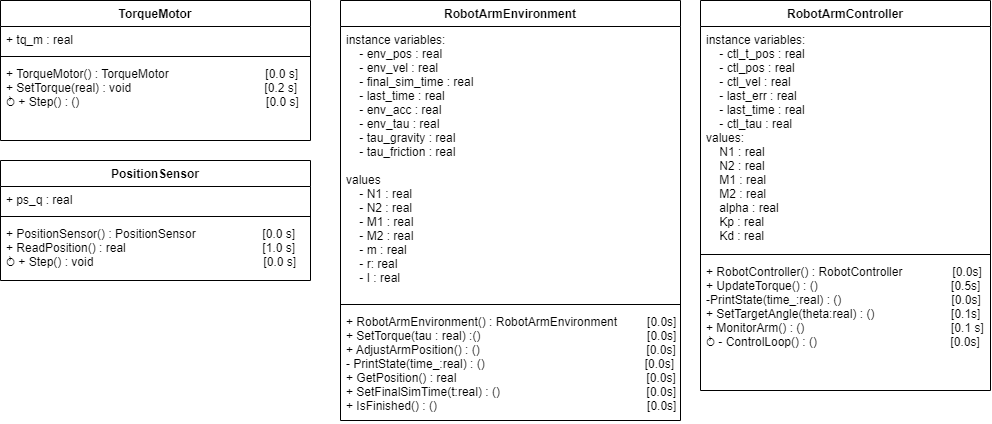 TorqueMotor
+ tq_m : real
+ TorqueMotor() : TorqueMotor [0.0 s]
+ SetTorque(real) : void [0.2 s]
↻ + Step() : () [0.0 s]
PositionSensor
+ ps_q : real
+ PositionSensor() : PositionSensor [0.0 s]
+ ReadPosition() : real [1.0 s]
↻ + Step() : void [0.0 s]
RobotArmEnvironment
instance variables:
- env_pos : real
- env_vel : real
- final_sim_time : real
- last_time : real
- env_acc : real
- env_tau : real
- tau_gravity : real
- tau_friction : real
values
- N1 : real
- N2 : real
- M1 : real
- M2 : real
- m : real
- r: real
- l : real
+ RobotArmEnvironment() : RobotArmEnvironment [0.0s]
+ SetTorque(tau : real) :() [0.0s]
+ AdjustArmPosition() : () [0.0s]
- PrintState(time_:real) : () [0.0s]
+ GetPosition() : real [0.0s]
+ SetFinalSimTime(t:real) : () [0.0s]
+ IsFinished() : () [0.0s]
RobotArmController
instance variables:
- ctl_t_pos : real
- ctl_pos : real
- ctl_vel : real
- last_err : real
- last_time : real
- ctl_tau : real
values:
N1 : real
N2 : real
M1 : real
M2 : real
alpha : real
Kp : real
Kd : real
+ RobotController() : RobotController [0.0s]
+ UpdateTorque() : () [0.5s]
-PrintState(time_:real) : () [0.0s]
+ SetTargetAngle(theta:real) : () [0.1s]
+ MonitorArm() : () [0.1 s]
↻ - ControlLoop() : () [0.0s]